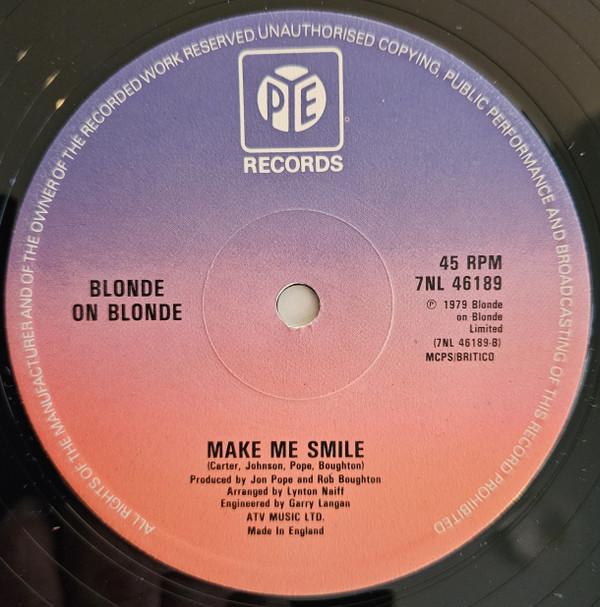 ALL RIGHTS OF THE MANUFACTURER AND OF THE OWNER OF THE RECORDED WORK RESERVED. UNAUTHORISED COPYING, PUBLIC PERFORMANCE AND BROADCASTING OF THIS RECORD PROHIBITED
PYE
RECORDS
BLONDE
ON BLONDE
45 RPM
7NL 46189
℗ 1979 Blonde
on Blonde
Limited
(7NL 46189-B)
MCPS/BRITICO
MAKE ME SMILE
(Carter, Johnson, Pope, Boughton)
Produced by Jon Pope and Rob Boughton
Arranged by Lynton Naiff
Engineered by Garry Langan
ATV MUSIC LTD.
Made in England